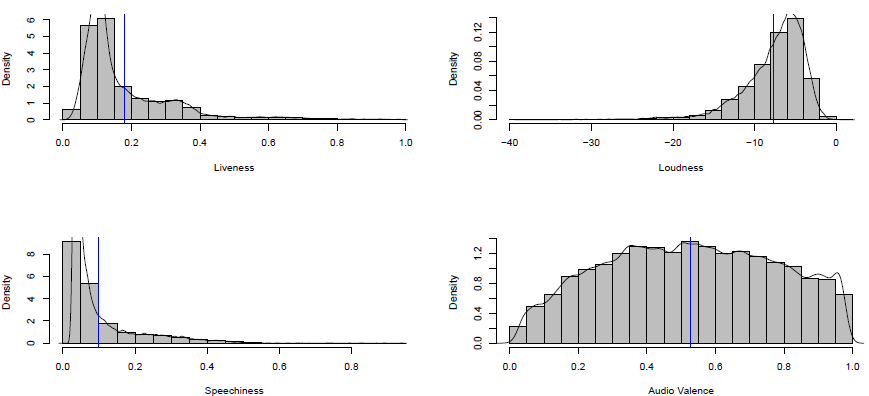 Density
6
5
4
3
2
1
0
0.0 0.2 0.4 0.6 0.8 1.0
Liveness
Density
0.12
0.08
0.04
0.00
−40 −30 −20 −10 0
Loudness
Density
8
6
4
2
0
0.0 0.2 0.4 0.6 0.8
Speechiness
Density
1.2
0.8
0.4
0.0
0.0 0.2 0.4 0.6 0.8 1.0
Audio Valence